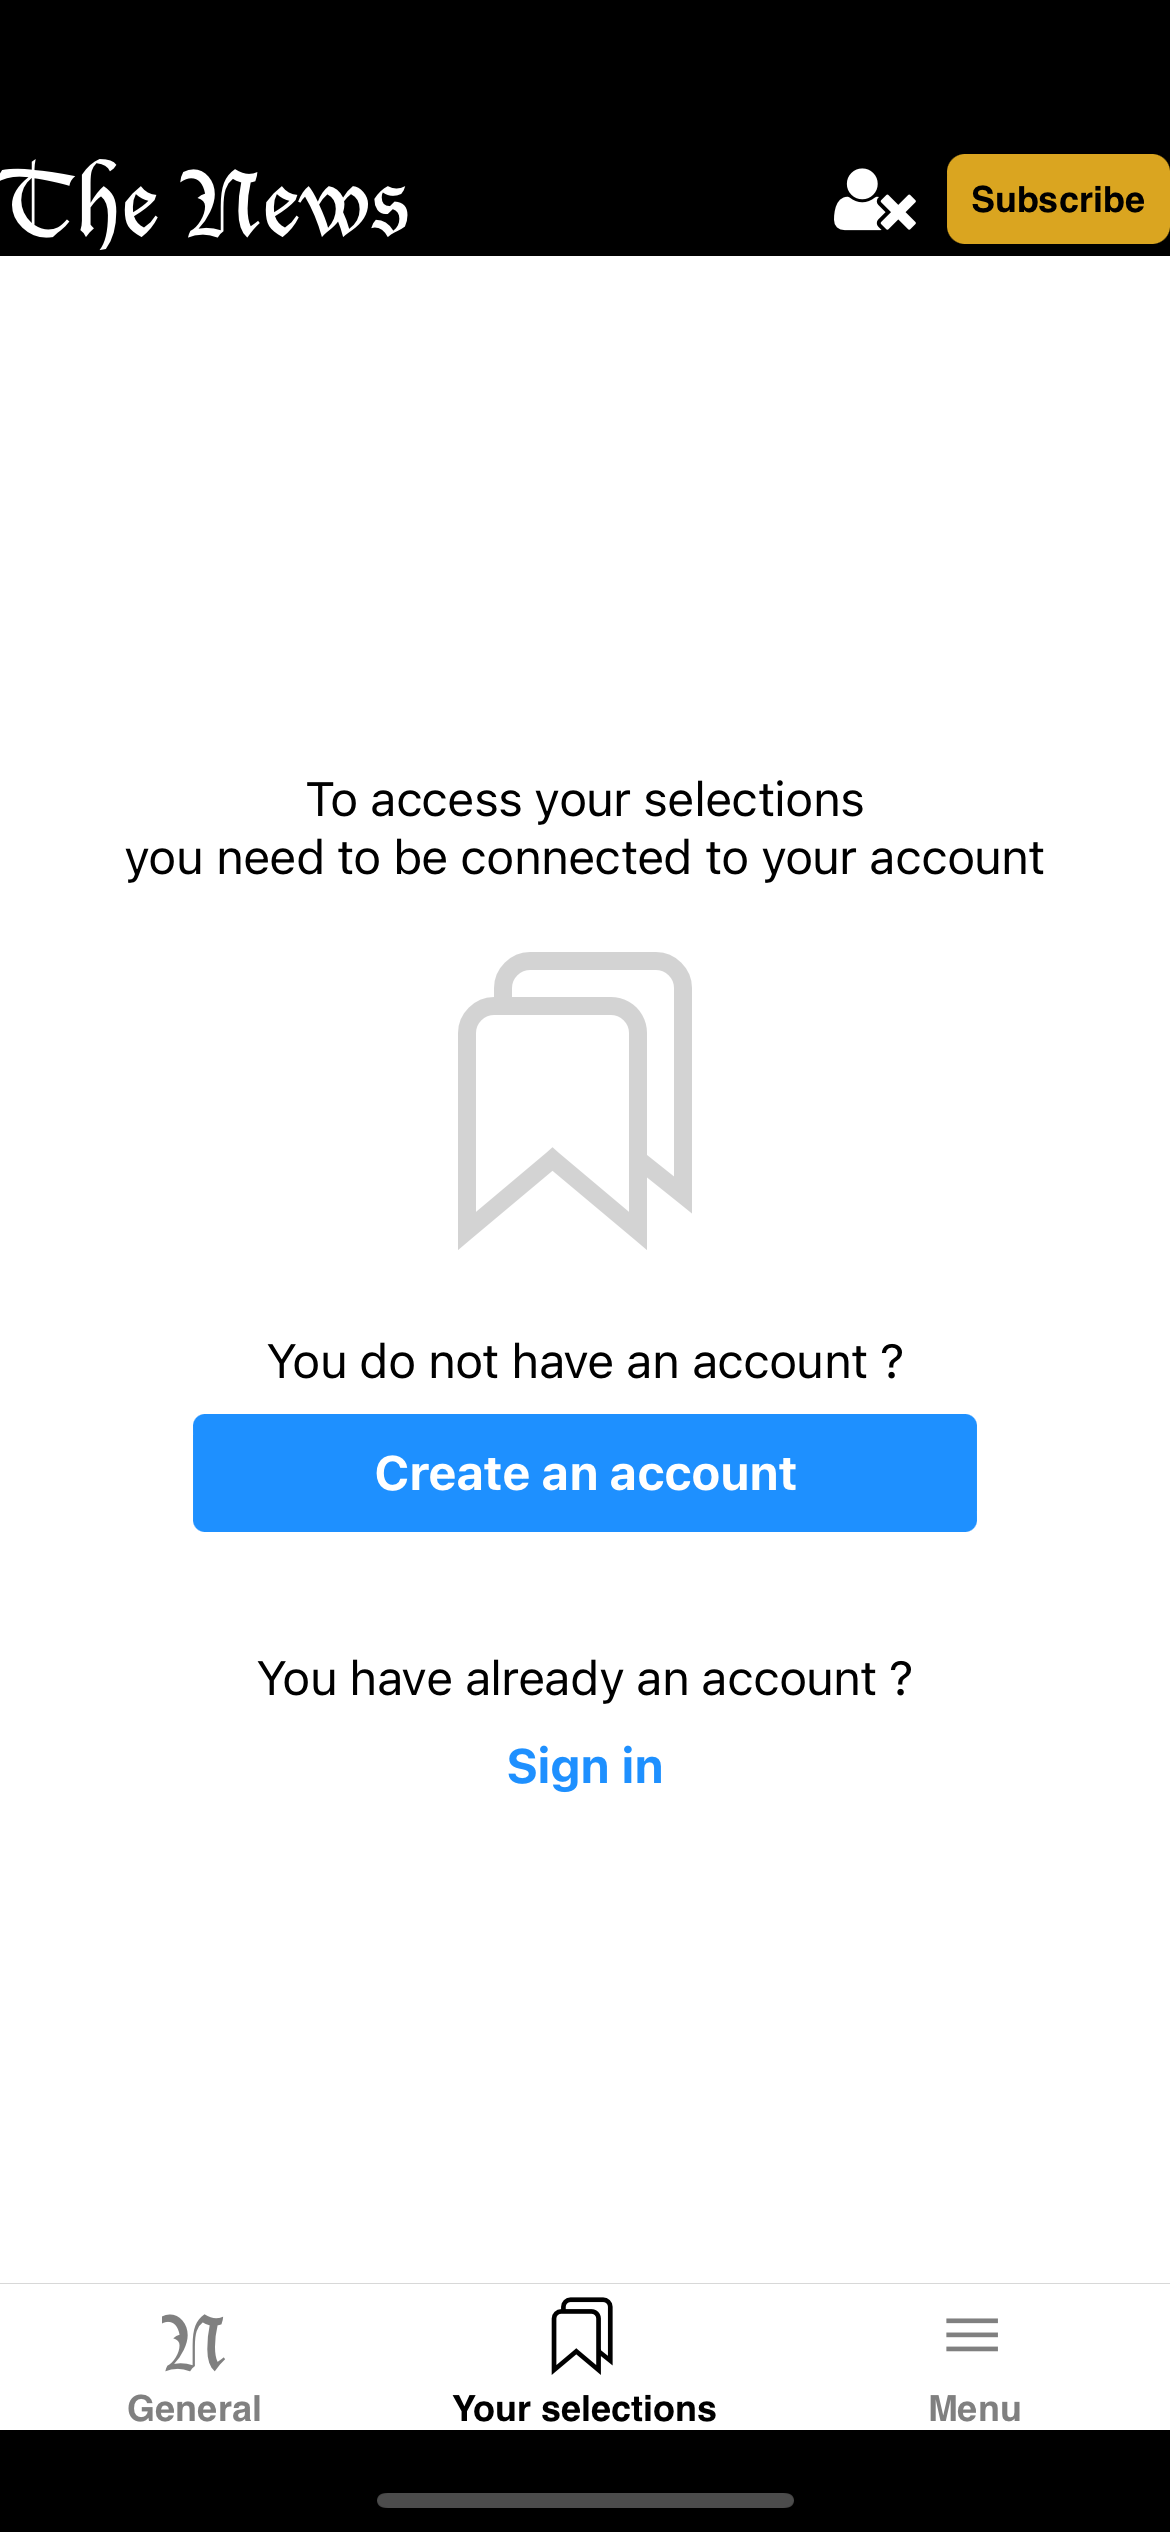 The News
Subscribe
To access your selections
you need to be connected to your account
You do not have an account ?
Create an account
You have already an account ?
Sign in
N
General
Your selections
Menu